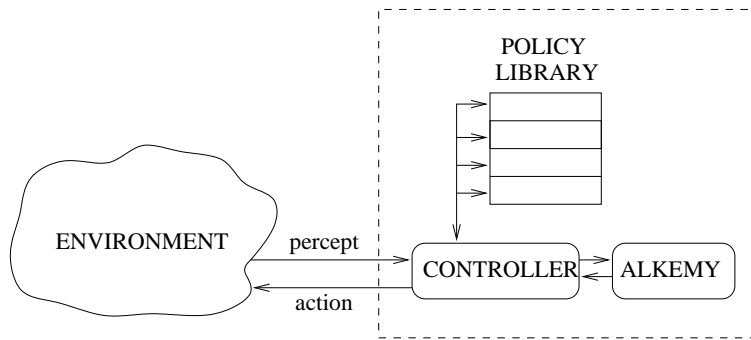 POLICY
LIBRARY
ENVIRONMENT
percept
action
CONTROLLER
ALKEMY